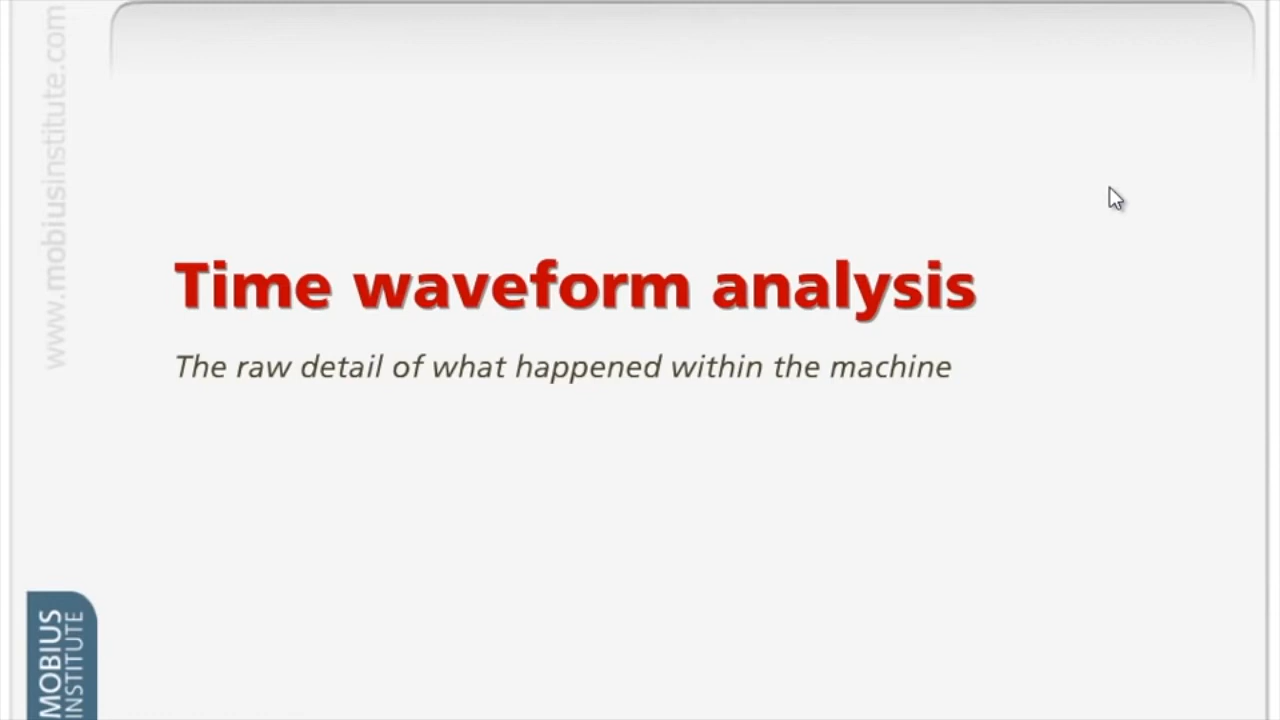 www.mobiusinstitute.com
Time waveform analysis
The raw detail of what happened within the machine
MOBIUS
INSTITUTE